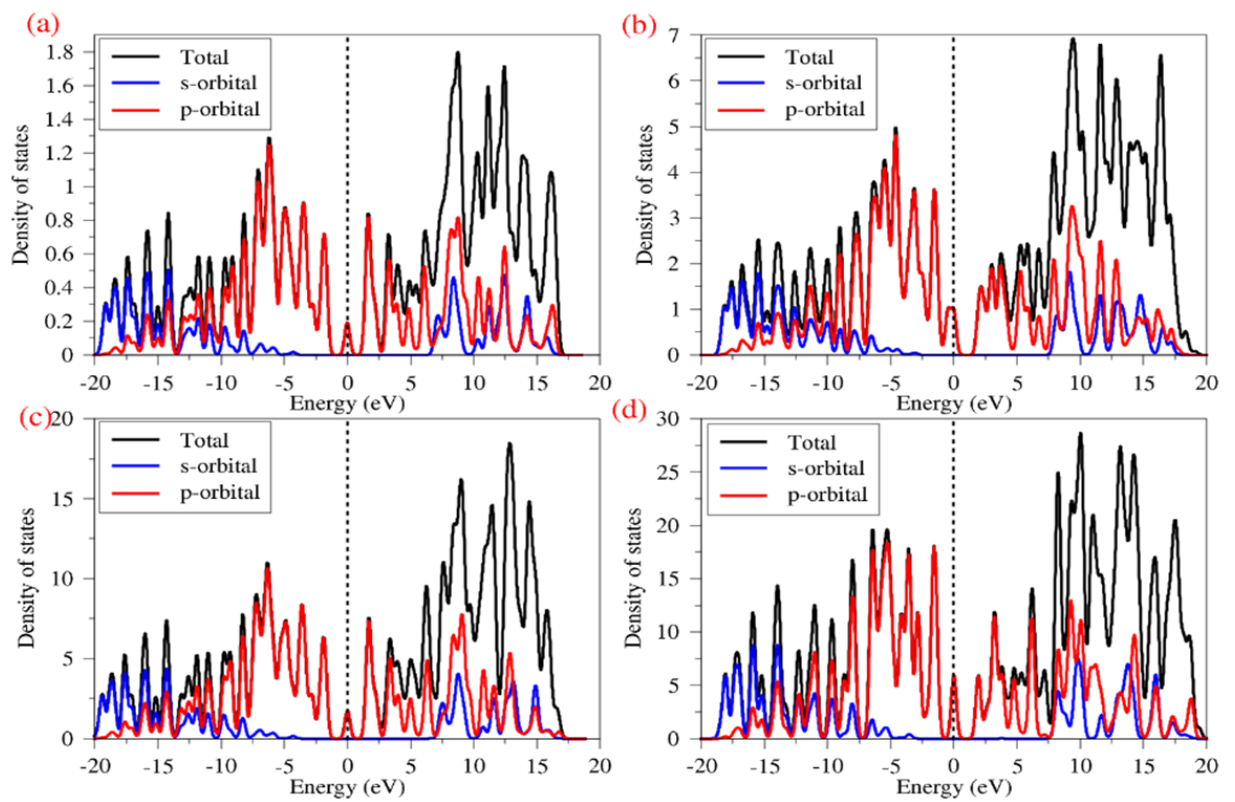 (a)
Density of states
1.8
1.6
1.4
1.2
1
0.8
0.6
0.4
0.2
0
Total
s-orbital
p-orbital
-20 -15 -10 -5 0 5 10 15 20
Energy (eV)
(b)
Density of states
7
6
5
4
3
2
1
0
Total
s-orbital
p-orbital
-20 -15 -10 -5 0 5 10 15 20
Energy (eV)
(c)
Density of states
20
15
10
5
0
Total
s-orbital
p-orbital
-20 -15 -10 -5 0 5 10 15 20
Energy (eV)
(d)
Density of states
30
25
20
15
10
5
0
Total
s-orbital
p-orbital
-20 -15 -10 -5 0 5 10 15 20
Energy (eV)